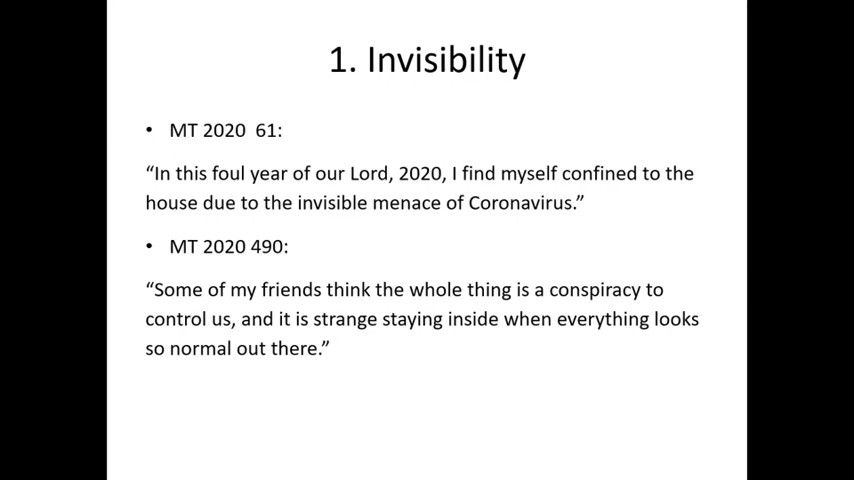 1. Invisibility
• MT 2020  61:
“In this foul year of our Lord, 2020, I find myself confined to the
house due to the invisible menace of Coronavirus.”
• MT 2020 490:
“Some of my friends think the whole thing is a conspiracy to
control us, and it is strange staying inside when everything looks
so normal out there.”